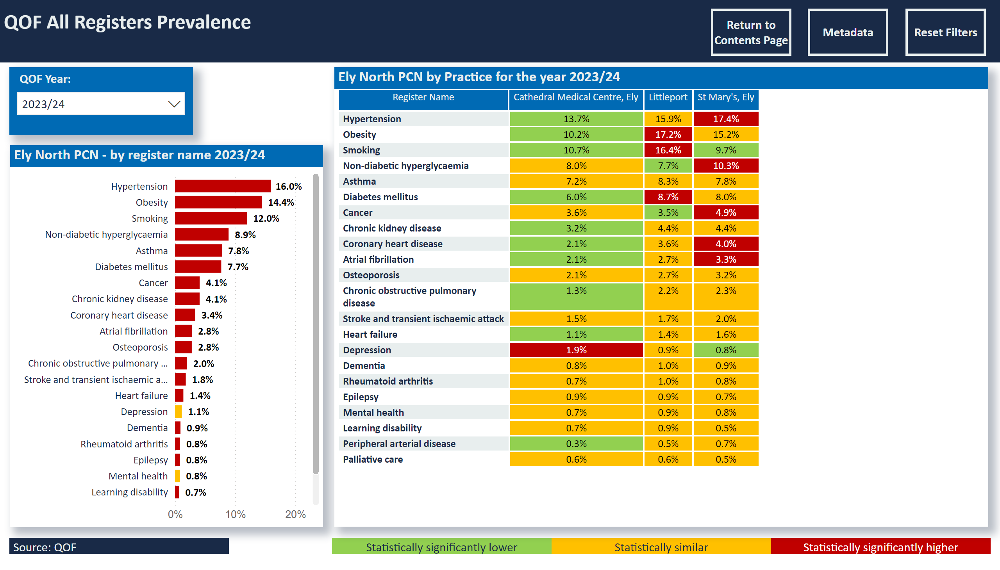 QOF All Registers Prevalence
Return to
Contents Page
Metadata
Reset Filters
QOF Year:
2023/24
Ely North PCN - by register name 2023/24
Hypertension 16.0%
Obesity 14.4%
Smoking 12.0%
Non-diabetic hyperglycaemia 8.9%
Asthma 7.8%
Diabetes mellitus 7.7%
Cancer 4.1%
Chronic kidney disease 4.1%
Coronary heart disease 3.4%
Atrial fibrillation 2.8%
Osteoporosis 2.8%
Chronic obstructive pulmonary ... 2.0%
Stroke and transient ischaemic a... 1.8%
Heart failure 1.4%
Depression 1.1%
Dementia 0.9%
Rheumatoid arthritis 0.8%
Epilepsy 0.8%
Mental health 0.8%
Learning disability 0.7%
0% 10% 20%
Ely North PCN by Practice for the year 2023/24
Register Name Cathedral Medical Centre, Ely Littleport St Mary's, Ely
Hypertension 13.7% 15.9% 17.4%
Obesity 10.2% 17.2% 15.2%
Smoking 10.7% 16.4% 9.7%
Non-diabetic hyperglycaemia 8.0% 7.7% 10.3%
Asthma 7.2% 8.3% 7.8%
Diabetes mellitus 6.0% 8.7% 8.0%
Cancer 3.6% 3.5% 4.9%
Chronic kidney disease 3.2% 4.4% 4.4%
Coronary heart disease 2.1% 3.6% 4.0%
Atrial fibrillation 2.1% 2.7% 3.3%
Osteoporosis 2.1% 2.7% 3.2%
Chronic obstructive pulmonary 1.3% 2.2% 2.3%
disease
Stroke and transient ischaemic attack 1.5% 1.7% 2.0%
Heart failure 1.1% 1.4% 1.6%
Depression 1.9% 0.9% 0.8%
Dementia 0.8% 1.0% 0.9%
Rheumatoid arthritis 0.7% 1.0% 0.8%
Epilepsy 0.9% 0.9% 0.7%
Mental health 0.7% 0.9% 0.8%
Learning disability 0.7% 0.9% 0.5%
Peripheral arterial disease 0.3% 0.5% 0.7%
Palliative care 0.6% 0.6% 0.5%
Source: QOF
Statistically significantly lower
Statistically similar
Statistically significantly higher